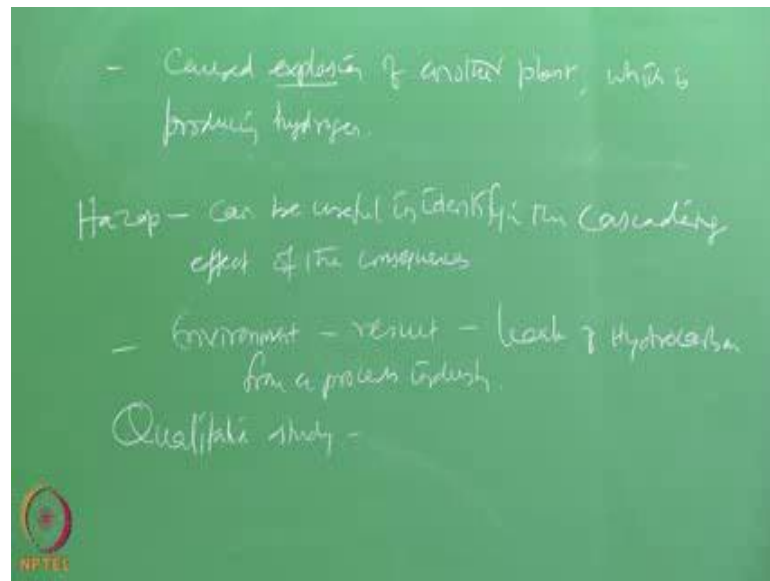 - Caused explosion of another plant, which is
producing hydrogen.
Hazop - can be useful in identifying the cascading
effect of the consequences
- Environment - result - leak of Hydrocarbon
from a process industry.
Qualitative study -
NPTEL